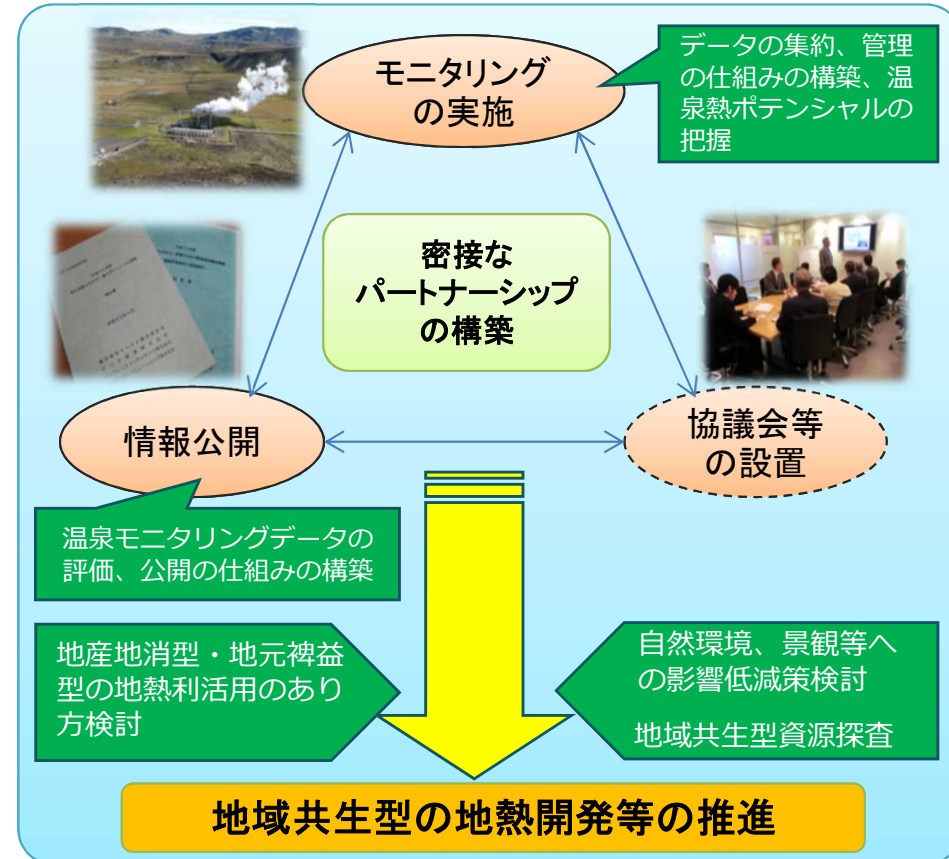 モニタリング
の実施
データの集約、管理
の仕組みの構築、温
泉熱ポテンシャルの
把握
密接な
パートナーシップ
の構築
情報公開
協議会等
の設置
温泉モニタリングデータの
評価、公開の仕組みの構築
地産地消型・地元裨益
型の地熱利活用のあり
方検討
自然環境、景観等へ
の影響低減策検討
地域共生型資源探査
地域共生型の地熱開発等の推進